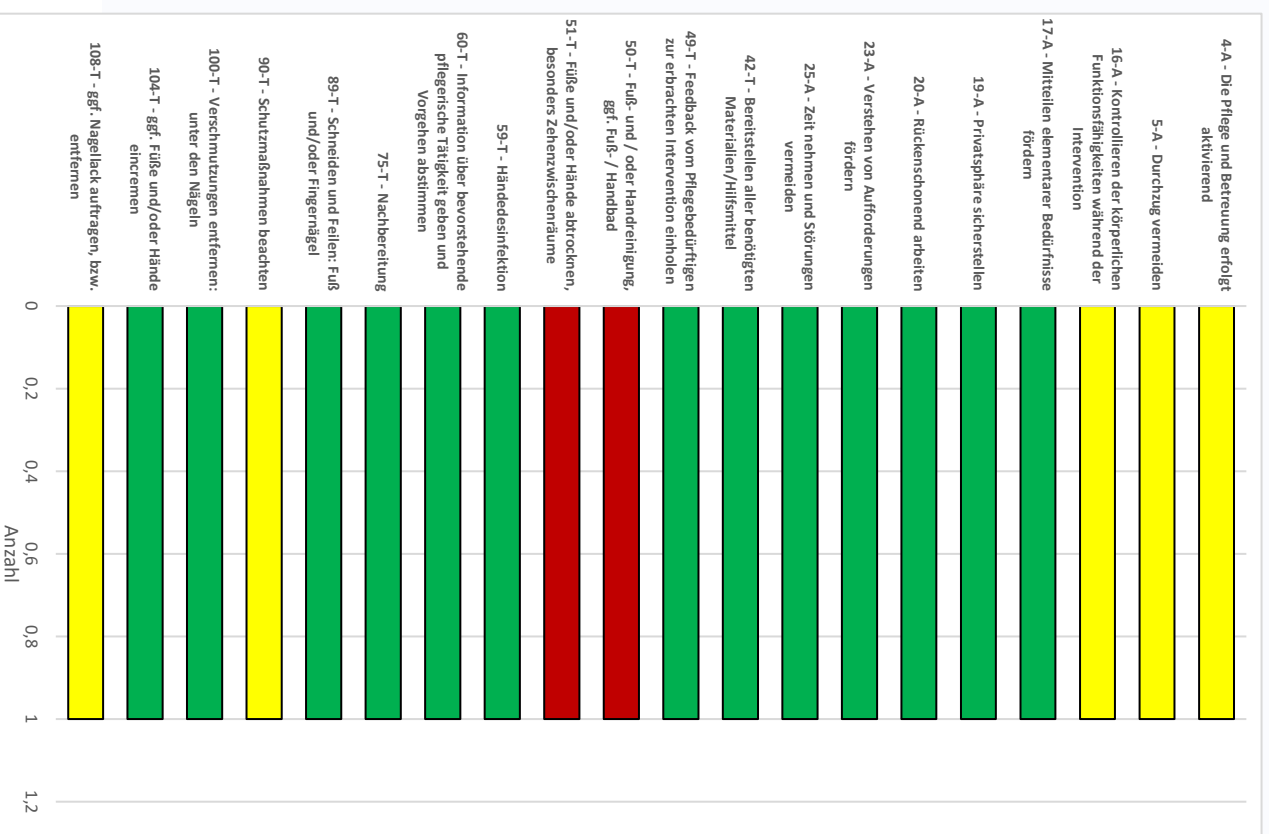 4-A - Die Pflege und Betreuung erfolgt
aktivierend
5-A - Durchzug vermeiden
16-A - Kontrollieren der körperlichen
Funktionsfähigkeiten während der
Intervention
17-A - Mitteilen elementarer Bedürfnisse
fördern
19-A - Privatsphäre sicherstellen
20-A - Rückenschonend arbeiten
23-A - Verstehen von Aufforderungen
fördern
25-A - Zeit nehmen und Störungen
vermeiden
42-T - Bereitstellen aller benötigten
Materialien/Hilfsmittel
49-T - Feedback vom Pflegebedürftigen
zur erbrachten Intervention einholen
50-T - Fuß- und / oder Handreinigung,
ggf. Fuß- / Handbad
51-T - Füße und/oder Hände abtrocknen,
besonders Zehenzwischenräume
59-T - Händedesinfektion
60-T - Information über bevorstehende
pflegerische Tätigkeit geben und
Vorgehen abstimmen
75-T - Nachbereitung
89-T - Schneiden und Feilen: Fuß
und/oder Fingernägel
90-T - Schutzmaßnahmen beachten
100-T - Verschmutzungen entfernen:
unter den Nägeln
104-T - ggf. Füße und/oder Hände
eincremen
108-T - ggf. Nagellack auftragen, bzw.
entfernen
0
0,2
0,4
0,6
0,8
1
1,2
Anzahl